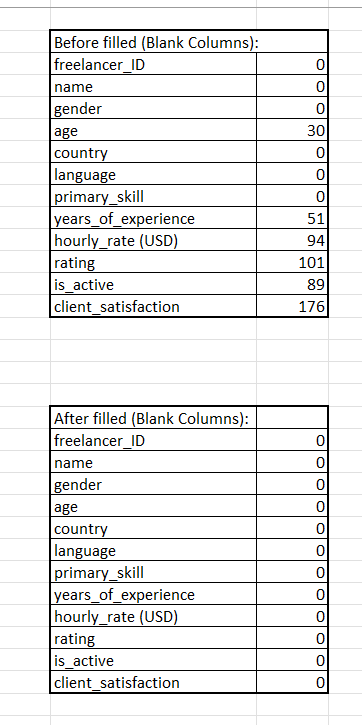 Before filled (Blank Columns):
freelancer_ID 0
name 0
gender 0
age 30
country 0
language 0
primary_skill 0
years_of_experience 51
hourly_rate (USD) 94
rating 101
is_active 89
client_satisfaction 176
After filled (Blank Columns):
freelancer_ID 0
name 0
gender 0
age 0
country 0
language 0
primary_skill 0
years_of_experience 0
hourly_rate (USD) 0
rating 0
is_active 0
client_satisfaction 0